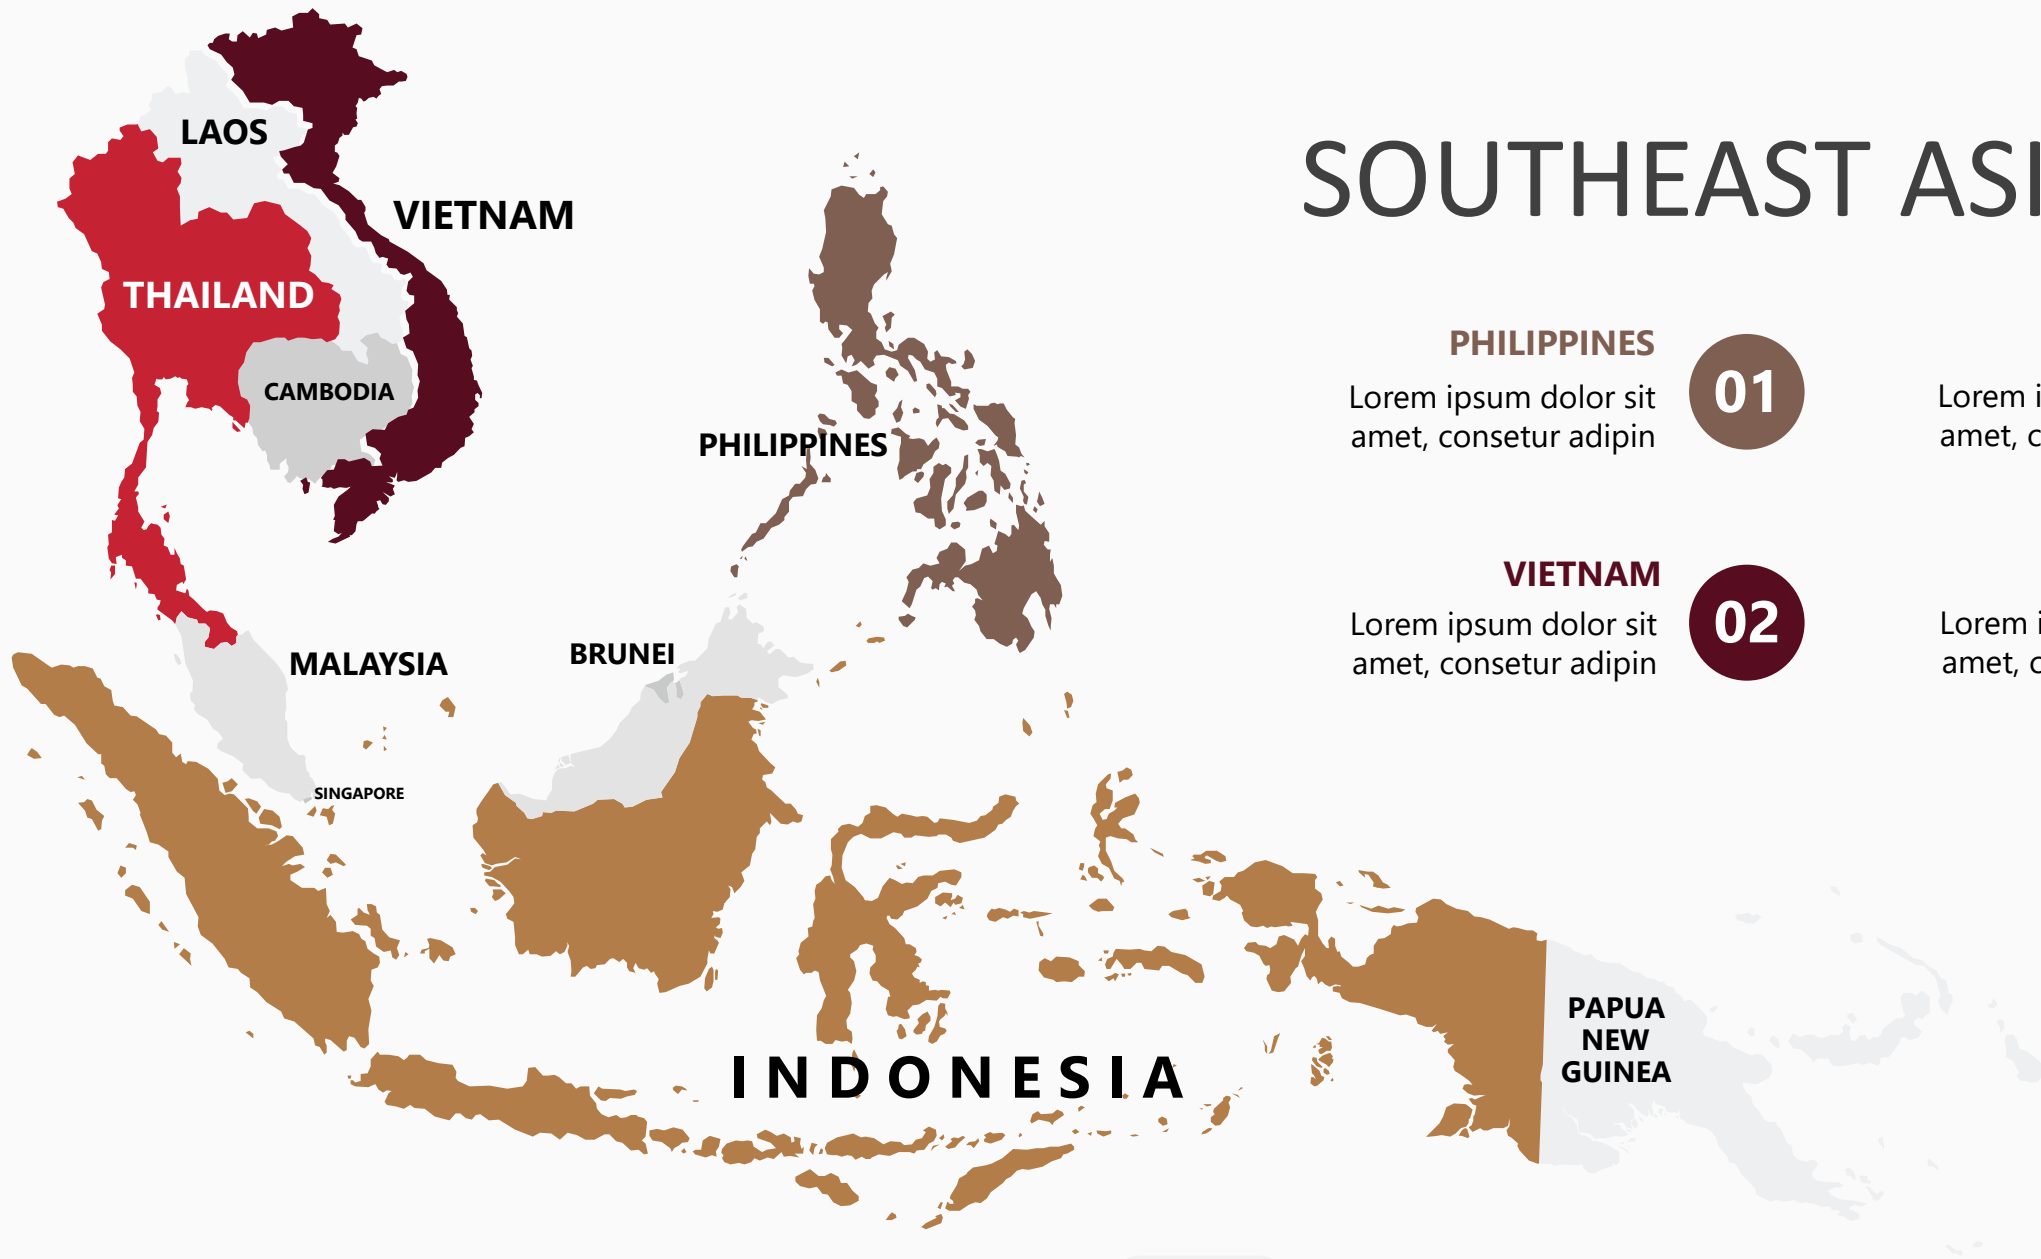 LAOS
VIETNAM
THAILAND
CAMBODIA
PHILIPPINES
MALAYSIA
BRUNEI
SINGAPORE
INDONESIA
PAPUA
NEW
GUINEA
SOUTHEAST ASI
PHILIPPINES
Lorem ipsum dolor sit
amet, consetur adipin
01
VIETNAM
Lorem ipsum dolor sit
amet, consetur adipin
02
Lorem i
amet, c
Lorem i
amet, c